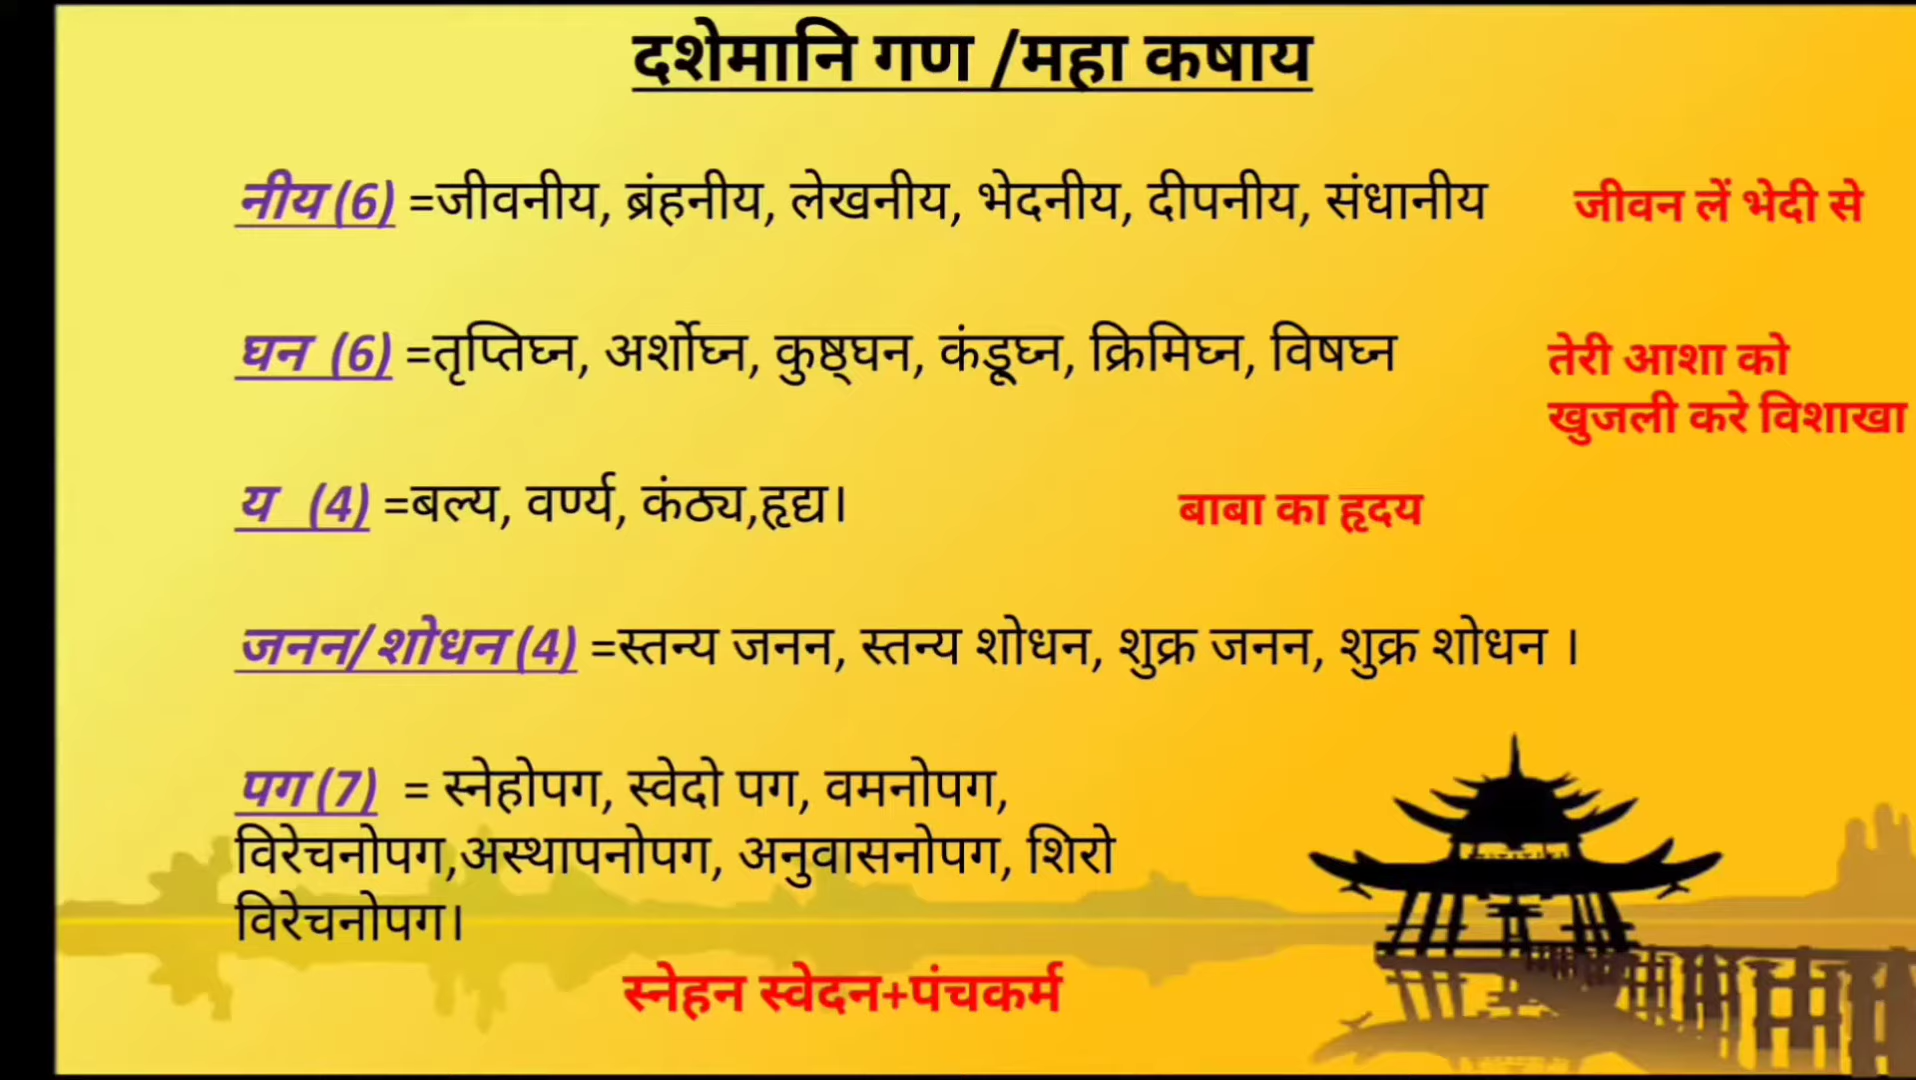 दशेमानि गण /महा कषाय
नीय (6) =जीवनीय, ब्रंहनीय, लेखनीय, भेदनीय, दीपनीय, संधानीय जीवन लें भेदी से
घन (6) =तृप्तिघ्न, अर्शोघ्न, कुष्ठ्घन, कंडूघ्न, क्रिमिघ्न, विषघ्न तेरी आशा को
खुजली करे विशाखा
य (4) =बल्य, वर्ण्य, कंठ्य,हृद्य। बाबा का हृदय
जनन/शोधन (4) =स्तन्य जनन, स्तन्य शोधन, शुक्र जनन, शुक्र शोधन ।
पग (7) = स्नेहोपग, स्वेदो पग, वमनोपग,
विरेचनोपग,अस्थापनोपग, अनुवासनोपग, शिरो
विरेचनोपग।
स्नेहन स्वेदन+पंचकर्म